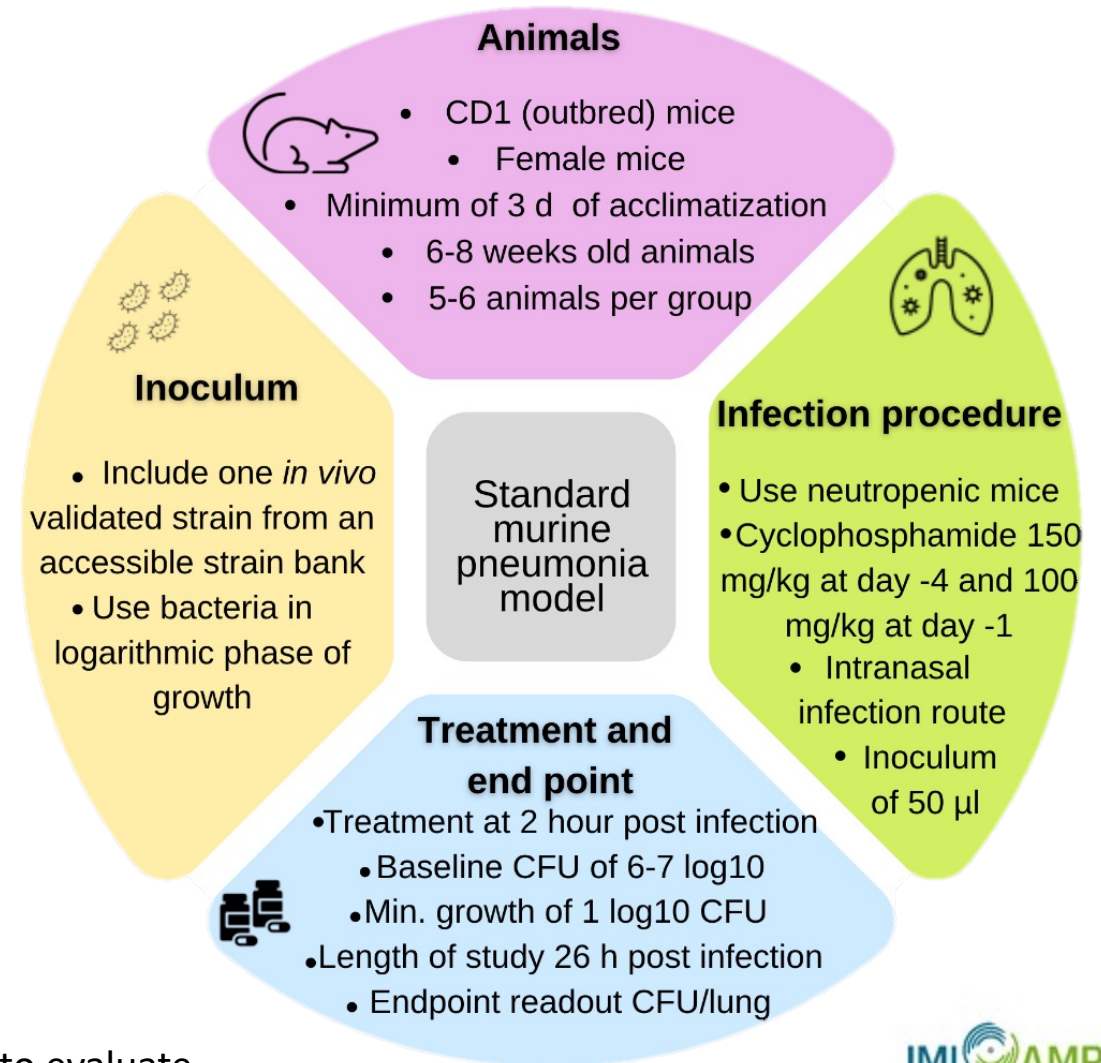 Animals
• CD1 (outbred) mice
• Female mice
• Minimum of 3 d of acclimatization
• 6-8 weeks old animals
• 5-6 animals per group
Inoculum
• Include one in vivo
validated strain from an
accessible strain bank
• Use bacteria in
logarithmic phase of
growth
Standard
murine
pneumonia
model
Infection procedure
• Use neutropenic mice
•Cyclophosphamide 150
mg/kg at day -4 and 100
mg/kg at day -1
• Intranasal
infection route
• Inoculum
of 50 µl
Treatment and
end point
•Treatment at 2 hour post infection
•Baseline CFU of 6-7 log10
•Min. growth of 1 log10 CFU
•Length of study 26 h post infection
• Endpoint readout CFU/lung
to evaluate
IMI AMR